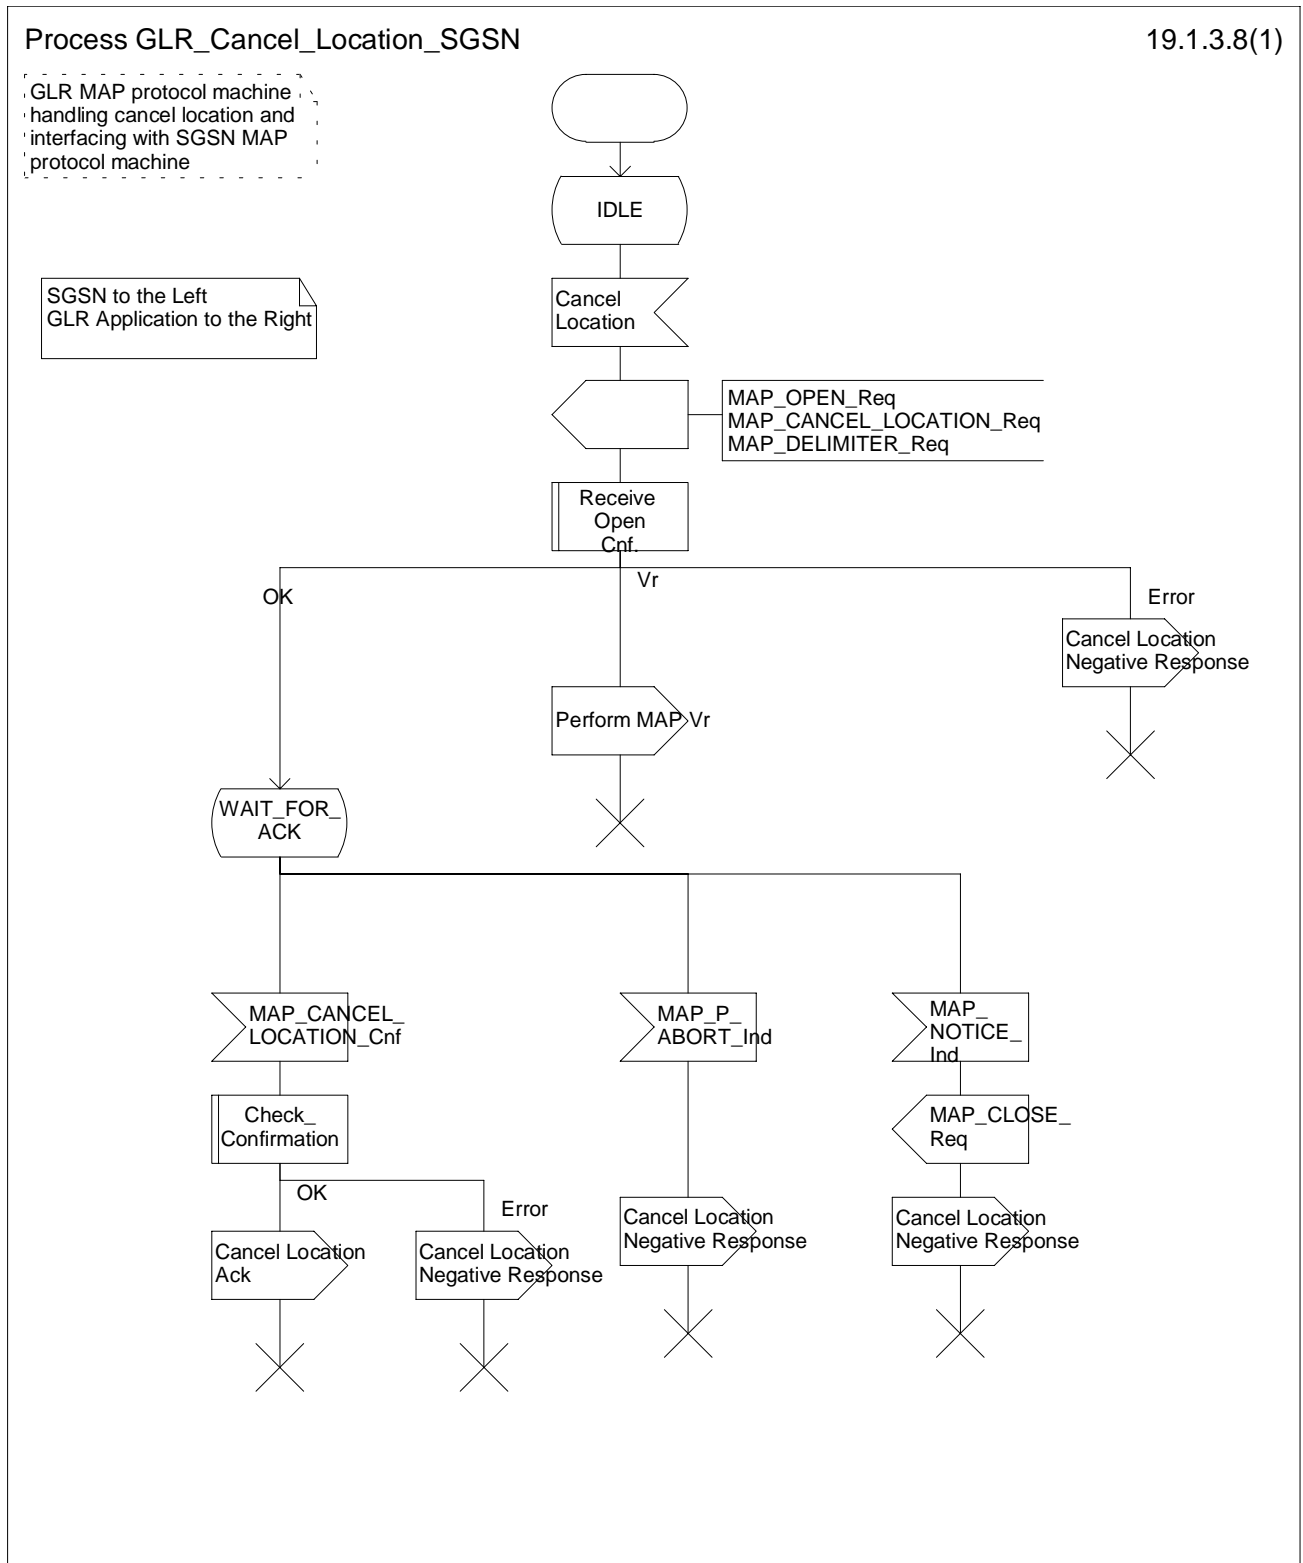 Process GLR_Cancel_Location_SGSN
19.1.3.8(1)
GLR MAP protocol machine
handling cancel location and
interfacing with SGSN MAP
protocol machine
IDLE
SGSN to the Left
GLR Application to the Right
Cancel
Location
MAP_OPEN_Req
MAP_CANCEL_LOCATION_Req
MAP_DELIMITER_Req
Receive
Open
Cnf.
OK
Vr
Error
Cancel Location
Negative Response
Perform MAP Vr
WAIT_FOR_
ACK
MAP_CANCEL_
LOCATION_Cnf
MAP_P_
ABORT_Ind
MAP_
NOTICE_
Ind
Check_
Confirmation
MAP_CLOSE_
Req
OK
Error
Cancel Location
Ack
Cancel Location
Negative Response
Cancel Location
Negative Response
Cancel Location
Negative Response